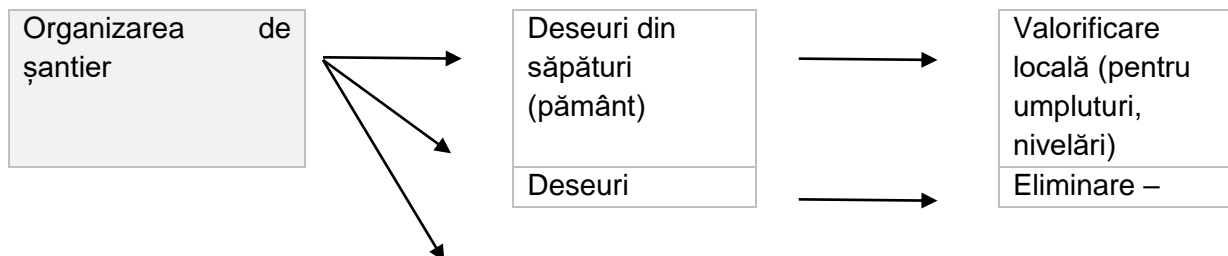 Organizarea de
șantier
Deseuri din
săpături
(pământ)
Valorificare
locală (pentru
umpluturi,
nivelări)
Deseuri
Eliminare –